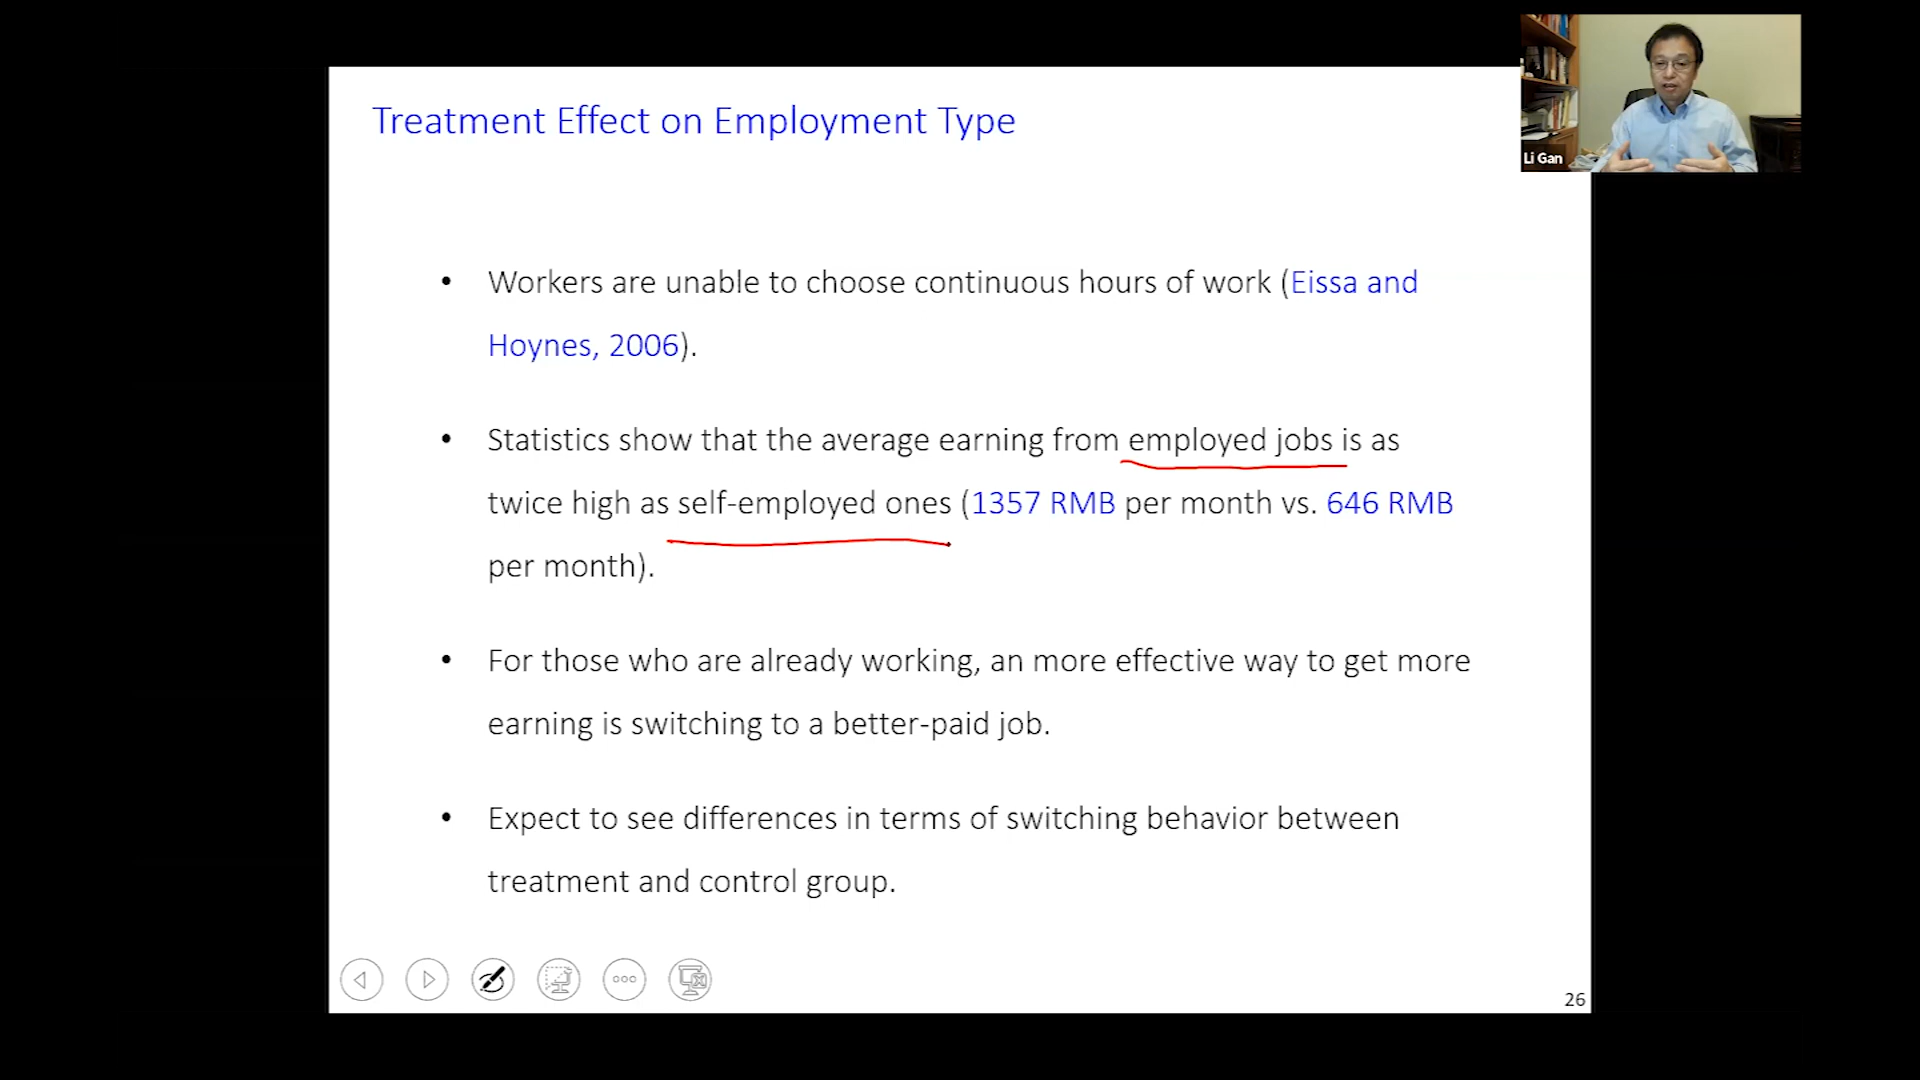 Treatment Effect on Employment Type
Li Gan
• Workers are unable to choose continuous hours of work (Eissa and
Hoynes, 2006).
• Statistics show that the average earning from employed jobs is as
twice high as self-employed ones (1357 RMB per month vs. 646 RMB
per month).
• For those who are already working, an more effective way to get more
earning is switching to a better-paid job.
• Expect to see differences in terms of switching behavior between
treatment and control group.
26